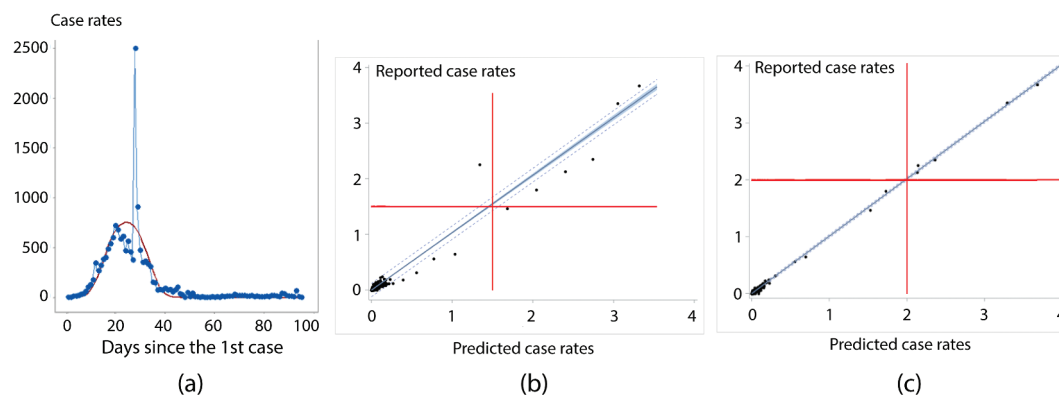 Case rates
2500
2000
1500
1000
500
0
0 20 40 60 80 100
Days since the 1st case
(a)
4
Reported case rates
3
2
1
0
0 1 2 3 4
Predicted case rates
(b)
4
Reported case rates
3
2
1
0
0 1 2 3 4
Predicted case rates
(c)